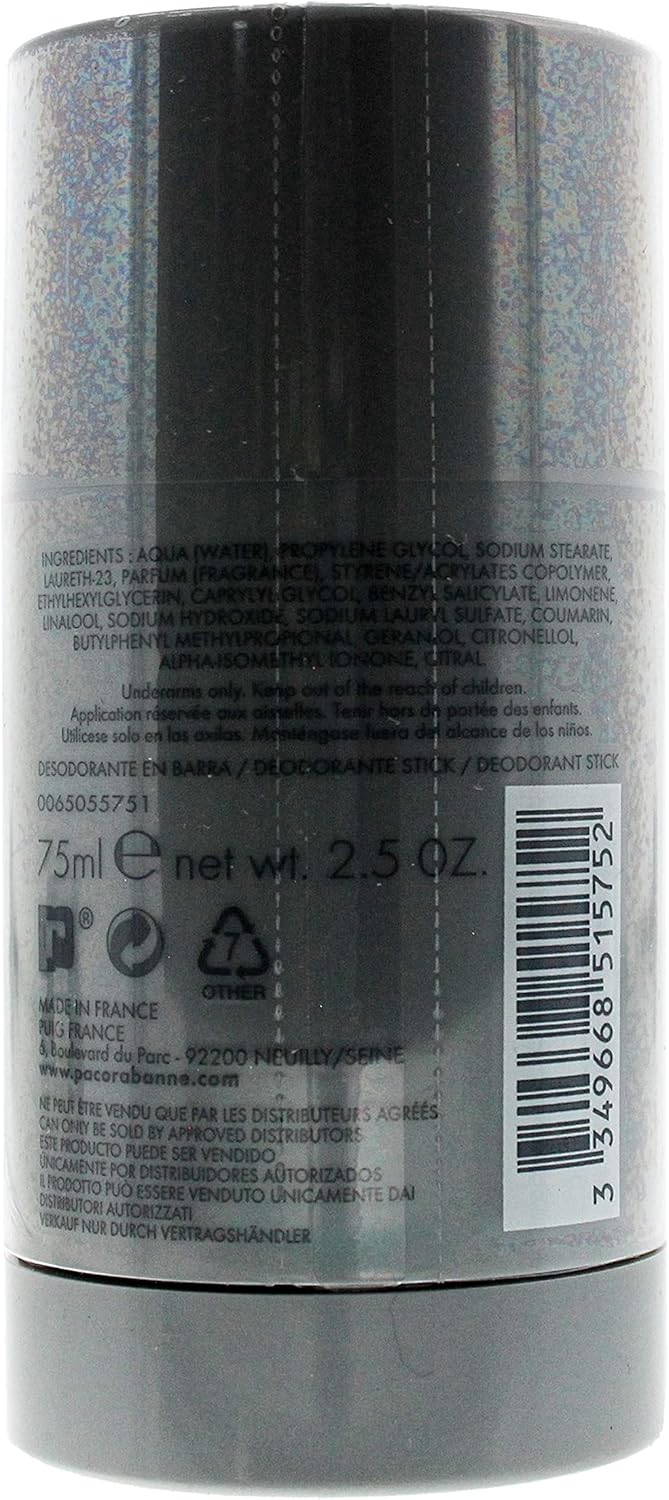 INGREDIENTS : AQUA (WATER), PROPYLENE GLYCOL, SODIUM STEARATE,
LAURETH-23, PARFUM (FRAGRANCE), STYRENE/ACRYLATES COPOLYMER,
ETHYLHEXYLGLYCERIN, CAPRYLYL GLYCOL, BENZYL SALICYLATE, LIMONENE,
LINALOOL, SODIUM HYDROXIDE, SODIUM LAURYL SULFATE, COUMARIN,
BUTYLPHENYL METHYLPROPIONAL, GERANIOL, CITRONELLOL,
ALPHA-ISOMETHYL IONONE, CITRAL
Underarms only. Keep out of the reach of children.
Application réservée aux aisselles. Tenir hors de portée des enfants.
Utilícese solo en las axilas. Manténgase fuera del alcance de los niños.
DESODORANTE EN BARRA / DEODORANTE STICK / DEODORANT STICK
0065055751
75ml e net wt. 2.5 OZ.
®
7
OTHER
MADE IN FRANCE
PUIG FRANCE
6, Boulevard du Parc - 92200 NEUILLY/SEINE
www.pacorabanne.com
NE PEUT ÊTRE VENDU QUE PAR LES DISTRIBUTEURS AGRÉÉS
CAN ONLY BE SOLD BY APPROVED DISTRIBUTORS
ESTE PRODUCTO PUEDE SER VENDIDO
ÚNICAMENTE POR DISTRIBUIDORES AUTORIZADOS
IL PRODOTTO PUÒ ESSERE VENDUTO UNICAMENTE DAI
DISTRIBUTORI AUTORIZZATI
VERKAUF NUR DURCH VERTRAGSHÄNDLER
3 349668 515752